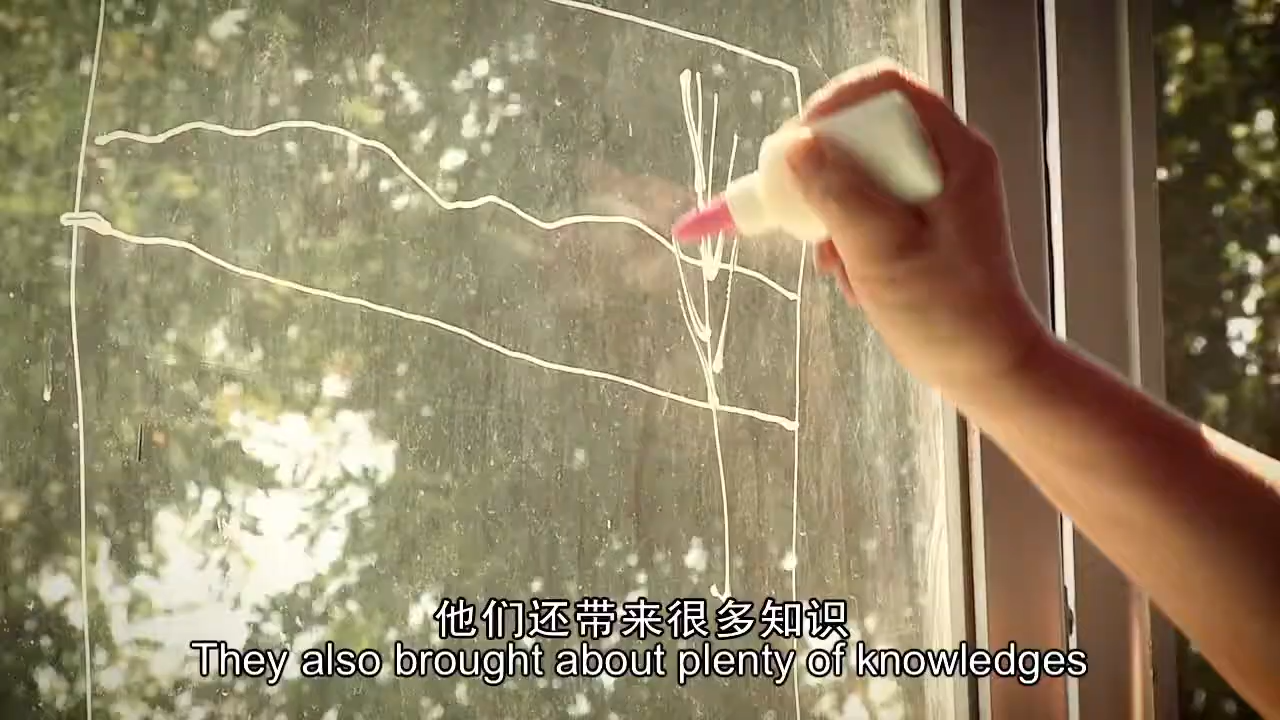 他们还带来很多知识
They also brought about plenty of knowledges